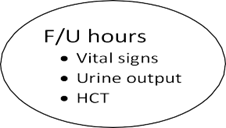 F/U hours
• Vital signs
• Urine output
• HCT